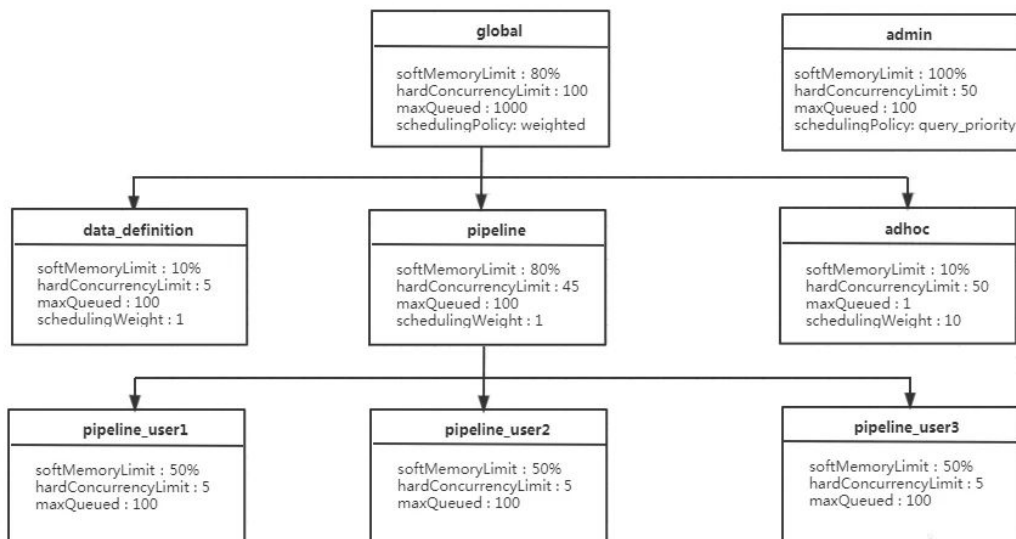 global
softMemoryLimit : 80%
hardConcurrencyLimit : 100
maxQueued : 1000
schedulingPolicy: weighted
admin
softMemoryLimit : 100%
hardConcurrencyLimit : 50
maxQueued : 100
schedulingPolicy: query_priority
data_definition
softMemoryLimit : 10%
hardConcurrencyLimit : 5
maxQueued : 100
schedulingWeight : 1
pipeline
softMemoryLimit : 80%
hardConcurrencyLimit : 45
maxQueued : 100
schedulingWeight : 1
adhoc
softMemoryLimit : 10%
hardConcurrencyLimit : 50
maxQueued : 1
schedulingWeight : 10
pipeline_user1
softMemoryLimit : 50%
hardConcurrencyLimit : 5
maxQueued : 100
pipeline_user2
softMemoryLimit : 50%
hardConcurrencyLimit : 5
maxQueued : 100
pipeline_user3
softMemoryLimit : 50%
hardConcurrencyLimit : 5
maxQueued : 100